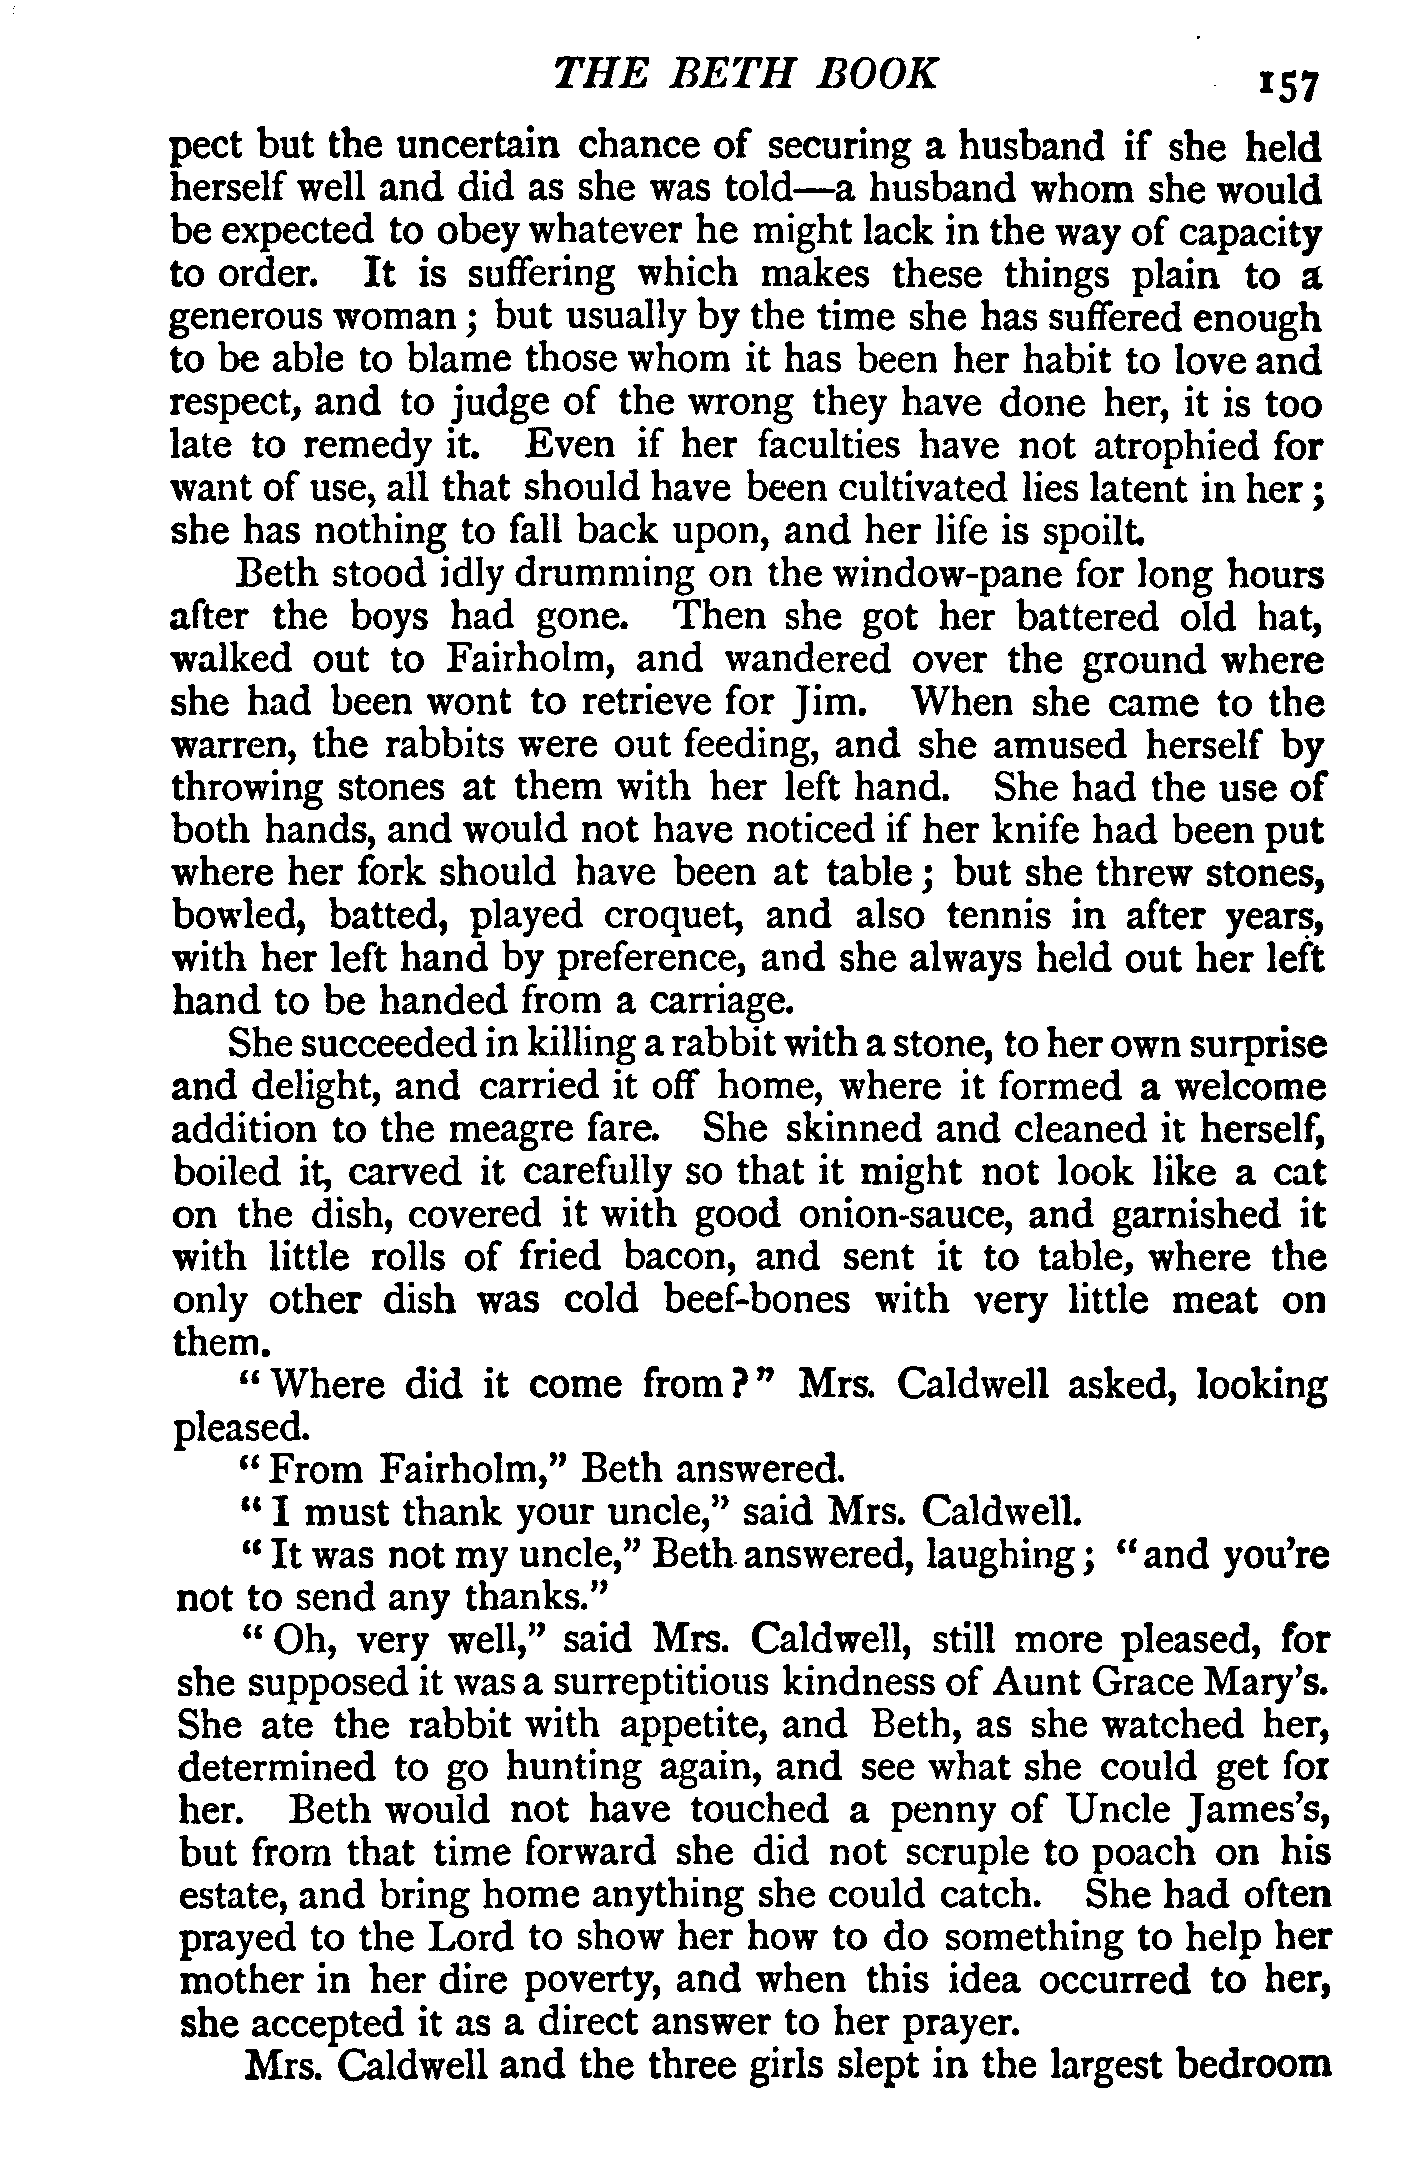 THE BETH BOOK 157
pect but the uncertain chance of securing a husband if she held
herself well and did as she was told—a husband whom she would
be expected to obey whatever he might lack in the way of capacity
to order. It is suffering which makes these things plain to a
generous woman ; but usually by the time she has suffered enough
to be able to blame those whom it has been her habit to love and
respect, and to judge of the wrong they have done her, it is too
late to remedy it. Even if her faculties have not atrophied for
want of use, all that should have been cultivated lies latent in her ;
she has nothing to fall back upon, and her life is spoilt.
Beth stood idly drumming on the window-pane for long hours
after the boys had gone. Then she got her battered old hat,
walked out to Fairholm, and wandered over the ground where
she had been wont to retrieve for Jim. When she came to the
warren, the rabbits were out feeding, and she amused herself by
throwing stones at them with her left hand. She had the use of
both hands, and would not have noticed if her knife had been put
where her fork should have been at table ; but she threw stones,
bowled, batted, played croquet, and also tennis in after years,
with her left hand by preference, and she always held out her left
hand to be handed from a carriage.
She succeeded in killing a rabbit with a stone, to her own surprise
and delight, and carried it off home, where it formed a welcome
addition to the meagre fare. She skinned and cleaned it herself,
boiled it, carved it carefully so that it might not look like a cat
on the dish, covered it with good onion-sauce, and garnished it
with little rolls of fried bacon, and sent it to table, where the
only other dish was cold beef-bones with very little meat on
them.
“ Where did it come from ? ” Mrs. Caldwell asked, looking
pleased.
“ From Fairholm,” Beth answered.
“ I must thank your uncle,” said Mrs. Caldwell.
“ It was not my uncle,” Beth answered, laughing ; “ and you're
not to send any thanks.”
“ Oh, very well,” said Mrs. Caldwell, still more pleased, for
she supposed it was a surreptitious kindness of Aunt Grace Mary's.
She ate the rabbit with appetite, and Beth, as she watched her,
determined to go hunting again, and see what she could get for
her. Beth would not have touched a penny of Uncle James's,
but from that time forward she did not scruple to poach on his
estate, and bring home anything she could catch. She had often
prayed to the Lord to show her how to do something to help her
mother in her dire poverty, and when this idea occurred to her,
she accepted it as a direct answer to her prayer.
Mrs. Caldwell and the three girls slept in the largest bedroom